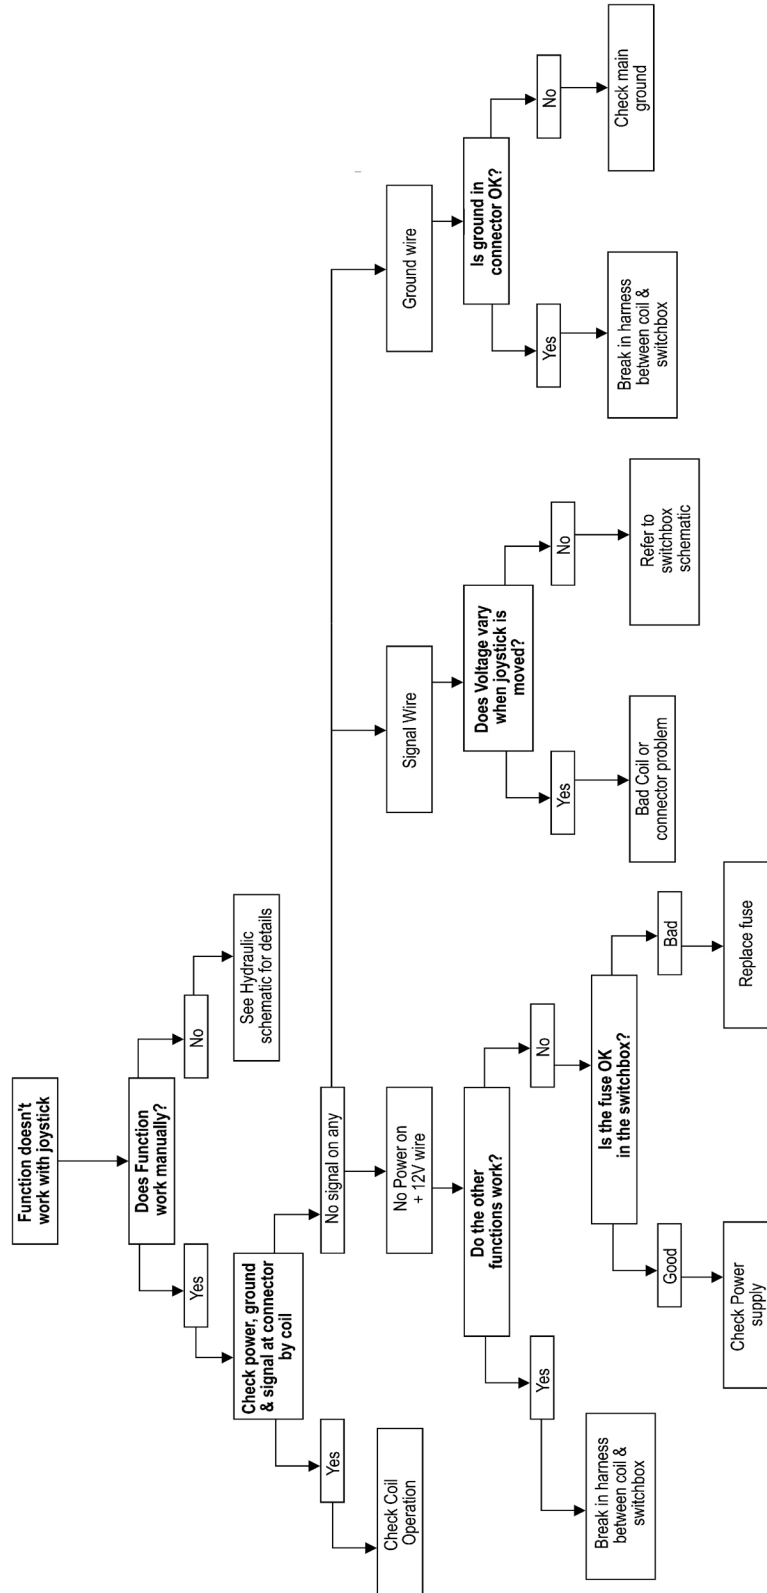 Function doesn't
work with joystick
Does Function
work manually?
Yes
No
See Hydraulic
schematic for details
Check power, ground
& signal at connector
by coil
Yes
No signal on any
Check Coil
Operation
No Power on
+ 12V wire
Signal Wire
Ground wire
Do the other
functions work?
Does Voltage vary
when joystick is
moved?
Is ground in
connector OK?
Yes
No
Yes
No
Yes
No
Break in harness
between coil &
switchbox
Is the fuse OK
in the switchbox?
Bad Coil or
connector problem
Refer to
switchbox
schematic
Break in harness
between coil &
switchbox
Check main
ground
Good
Bad
Check Power
supply
Replace fuse